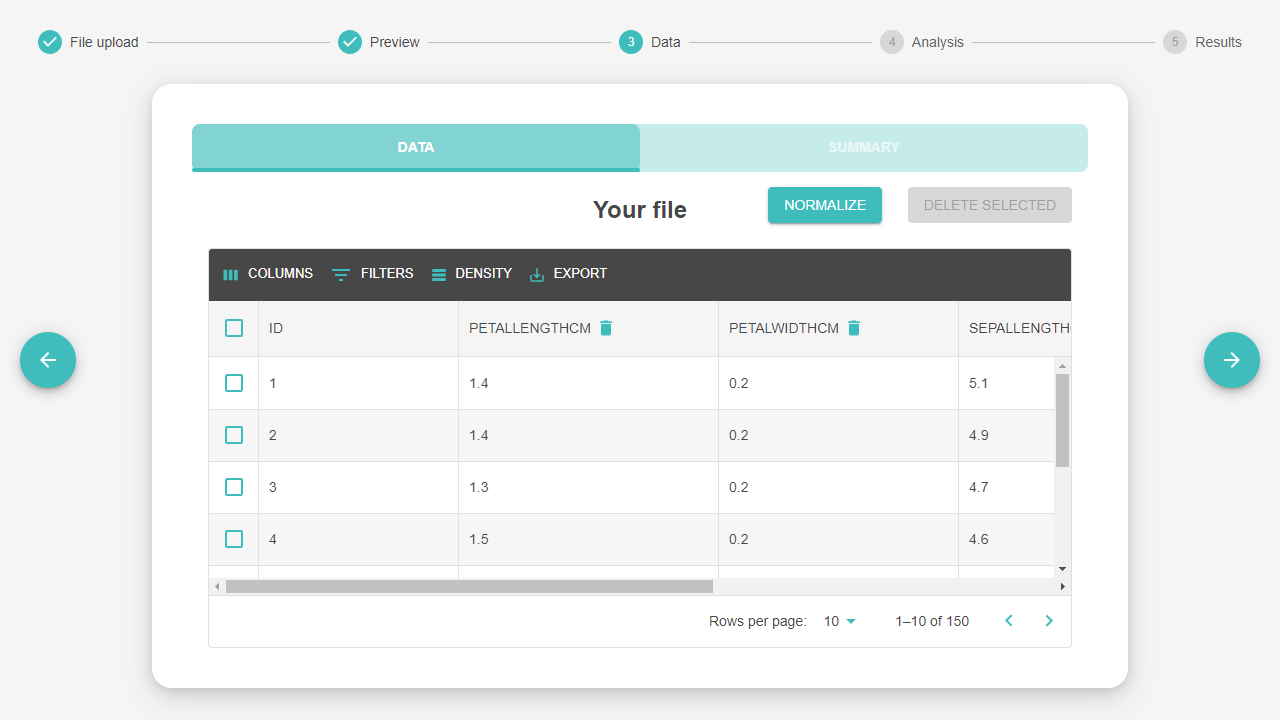 File upload
Preview
3 Data
4 Analysis
5 Results
DATA
SUMMARY
Your file
NORMALIZE
DELETE SELECTED
COLUMNS FILTERS DENSITY EXPORT
ID PETALLENGTHCM PETALWIDTHCM SEPALLENGTH
1 1.4 0.2 5.1
2 1.4 0.2 4.9
3 1.3 0.2 4.7
4 1.5 0.2 4.6
Rows per page: 10 1–10 of 150